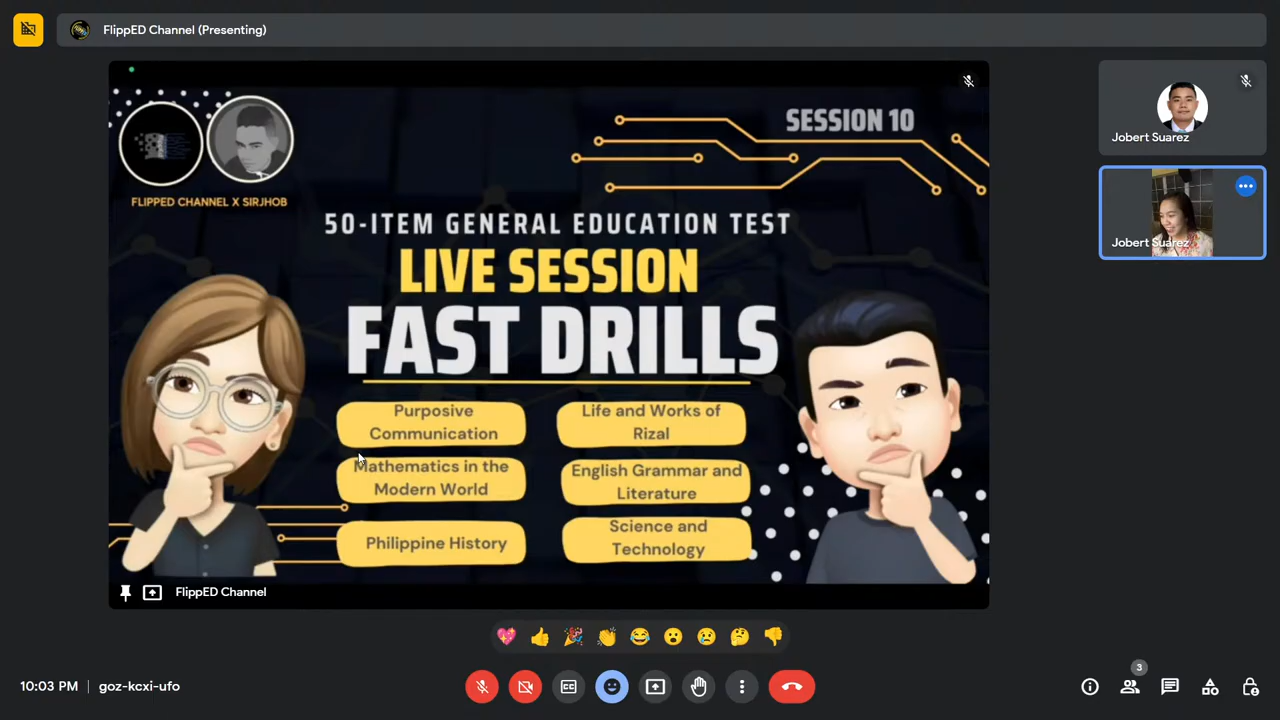 FlippED Channel (Presenting)
SESSION 10
FLIPPED CHANNEL X SIRJHOB
50-ITEM GENERAL EDUCATION TEST
LIVE SESSION
FAST DRILLS
Purposive
Communication
Life and Works of
Rizal
Mathematics in the
Modern World
English Grammar and
Literature
Philippine History
Science and
Technology
FlippED Channel
Jobert Suarez
Jobert Suarez
10:03 PM | goz-kcxi-ufo
CC
3